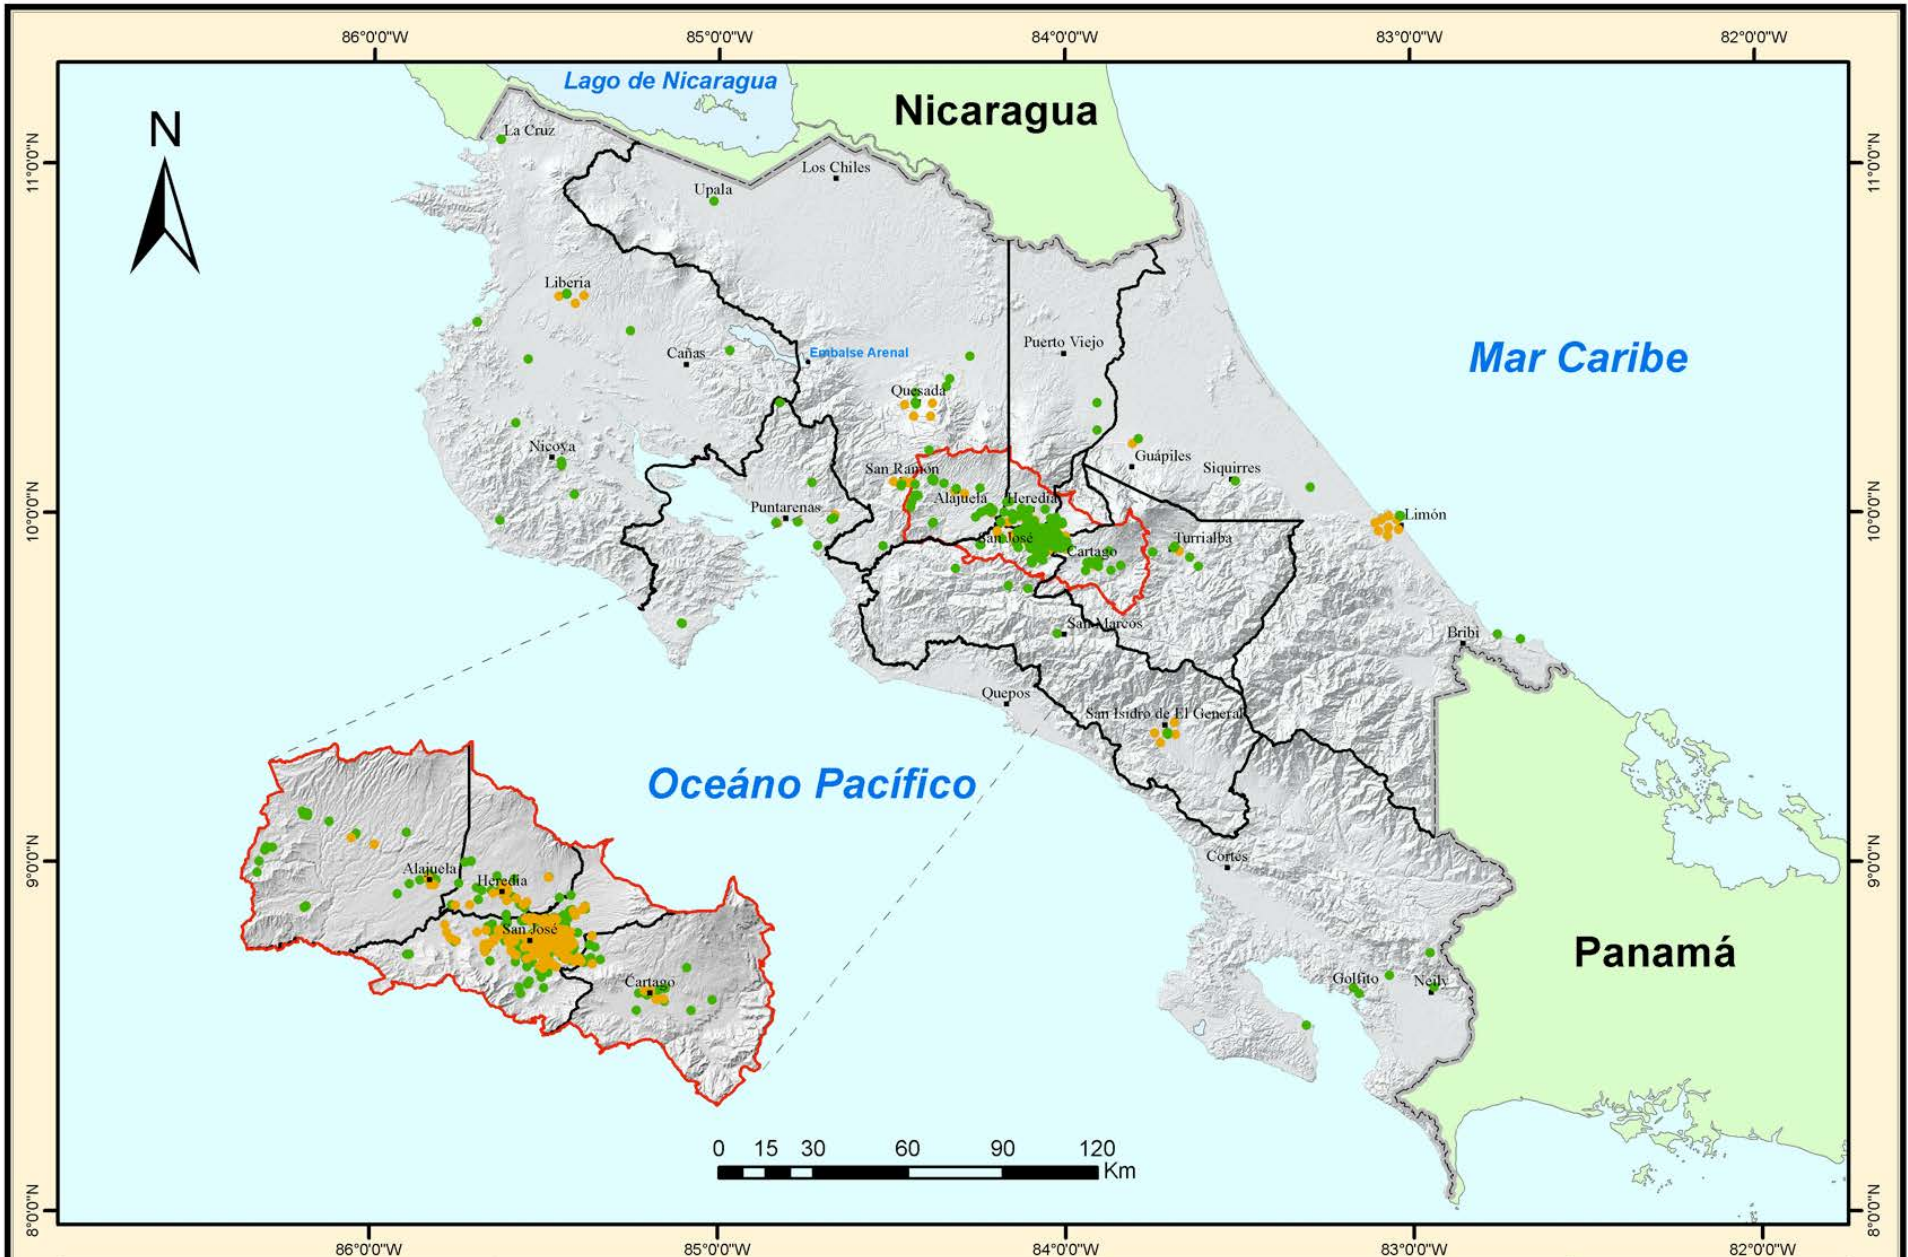 86°0'0"W
85°0'0"W
84°0'0"W
83°0'0"W
82°0'0"W
Lago de Nicaragua
Nicaragua
N
La Cruz
11°0'0"N
11°0'0"N
Los Chiles
Upala
Liberia
Puerto Viejo
Cañas
Embalse Arenal
Mar Caribe
Quesada
Nicoya
Guápiles
San Ramón
Siquirres
Alajuela
Heredia
Puntarenas
10°0'0"N
Limón
10°0'0"N
San José
Cartago
Turrialba
San Marcos
Bribi
Quepos
San Isidro de El General
Oceáno Pacífico
Cortes
9°0'0"N
9°0'0"N
Alajuela
Heredia
San José
Panamá
Cartago
Golfito
Neily
0 15 30 60 90 120
Km
8°0'0"N
8°0'0"N
86°0'0"W
85°0'0"W
84°0'0"W
83°0'0"W
82°0'0"W